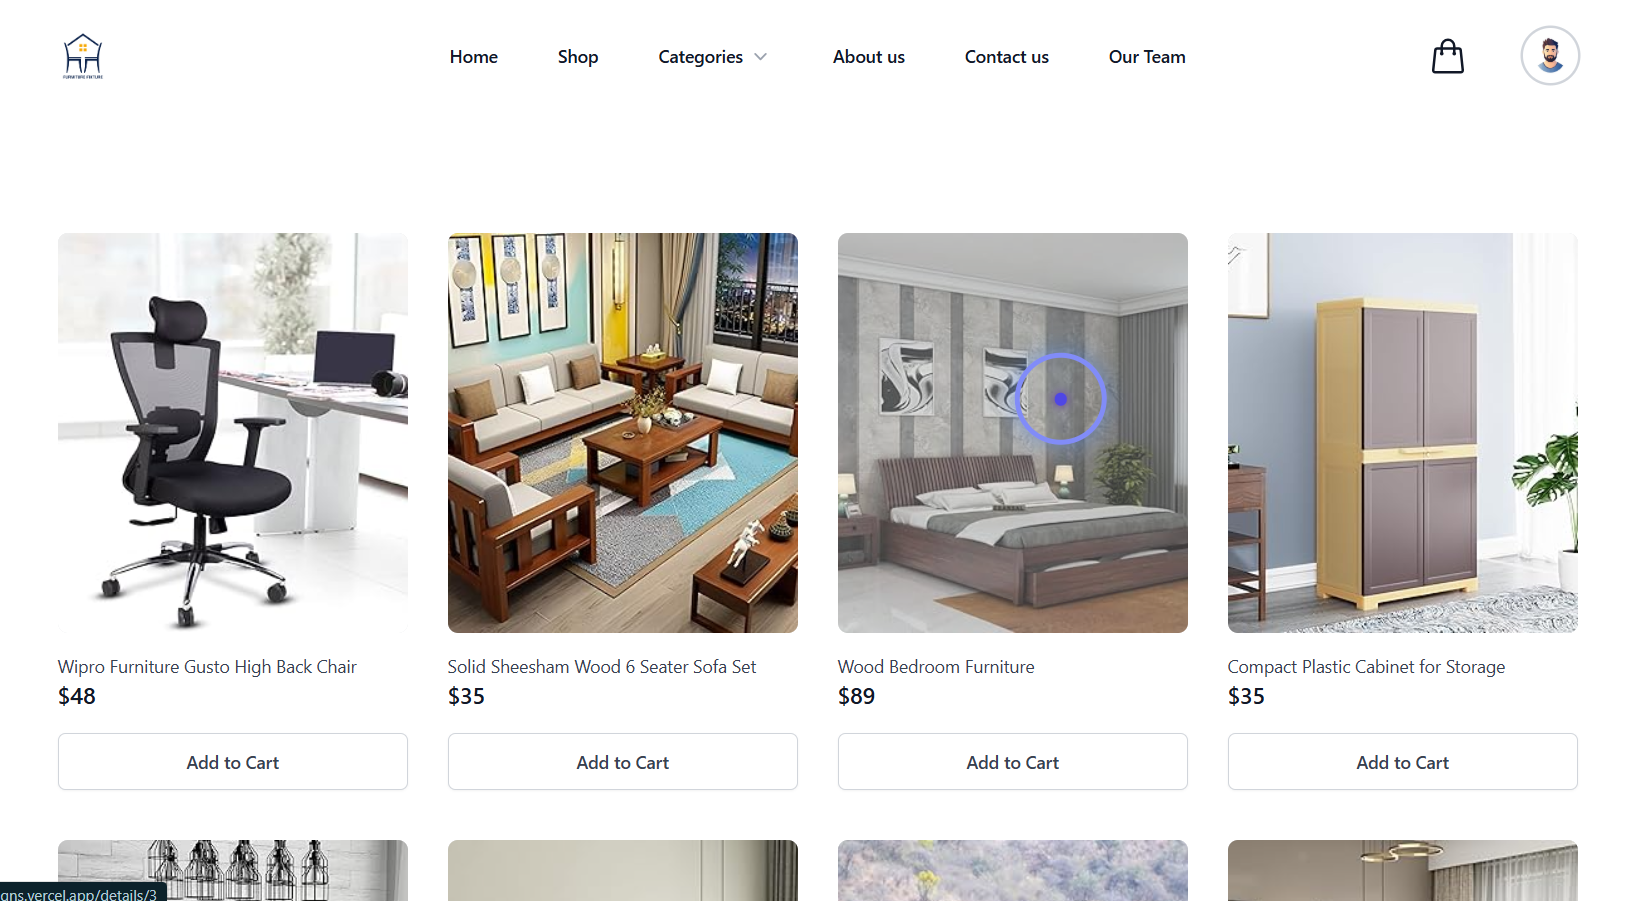 FURNITURE FIXTURE
Home
Shop
Categories
About us
Contact us
Our Team
Wipro Furniture Gusto High Back Chair
$48
Add to Cart
Solid Sheesham Wood 6 Seater Sofa Set
$35
Add to Cart
Wood Bedroom Furniture
$89
Add to Cart
Compact Plastic Cabinet for Storage
$35
Add to Cart
gns.vercel.app/details/3